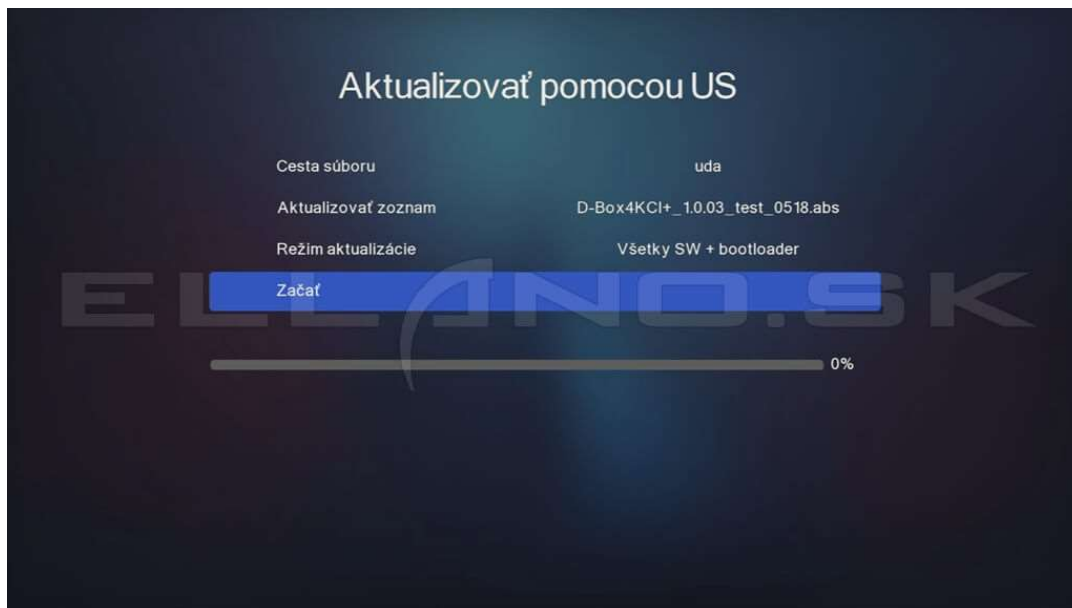 Aktualizovať pomocou US
Cesta súboru uda
Aktualizovať zoznam D-Box4KCI+_1.0.03_test_0518.abs
Režim aktualizácie Všetky SW + bootloader
Začať
ELLANO.SK
0%